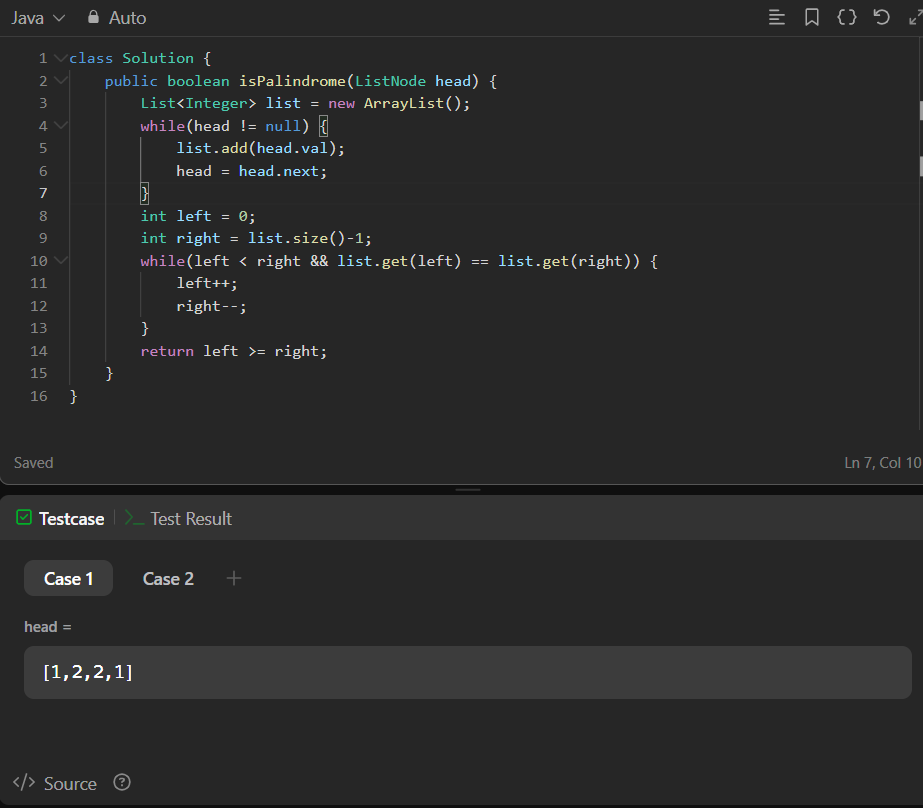 Java Auto
1 class Solution {
2 public boolean isPalindrome(ListNode head) {
3 List<Integer> list = new ArrayList();
4 while(head != null) {
5 list.add(head.val);
6 head = head.next;
7 }
8 int left = 0;
9 int right = list.size()-1;
10 while(left < right && list.get(left) == list.get(right)) {
11 left++;
12 right--;
13 }
14 return left >= right;
15 }
16 }
Saved Ln 7, Col 10
Testcase >_ Test Result
Case 1 Case 2 +
head =
[1,2,2,1]
</> Source ?